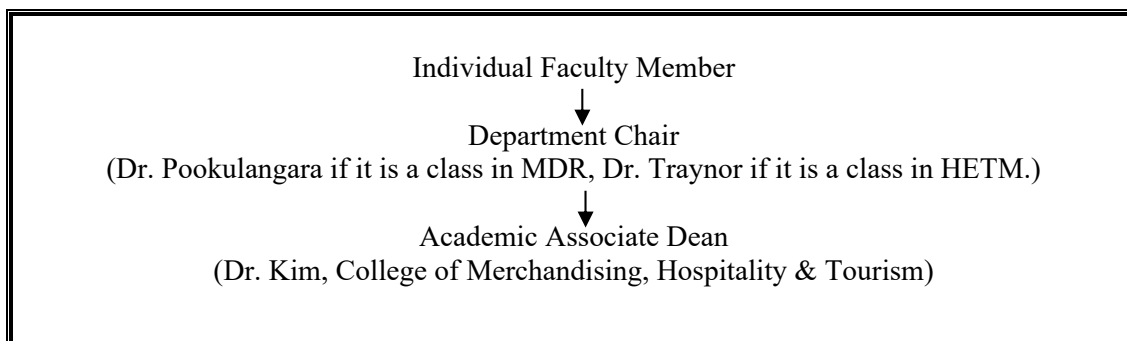 Individual Faculty Member
Department Chair
(Dr. Pookulangara if it is a class in MDR, Dr. Traynor if it is a class in HETM.)
Academic Associate Dean
(Dr. Kim, College of Merchandising, Hospitality & Tourism)